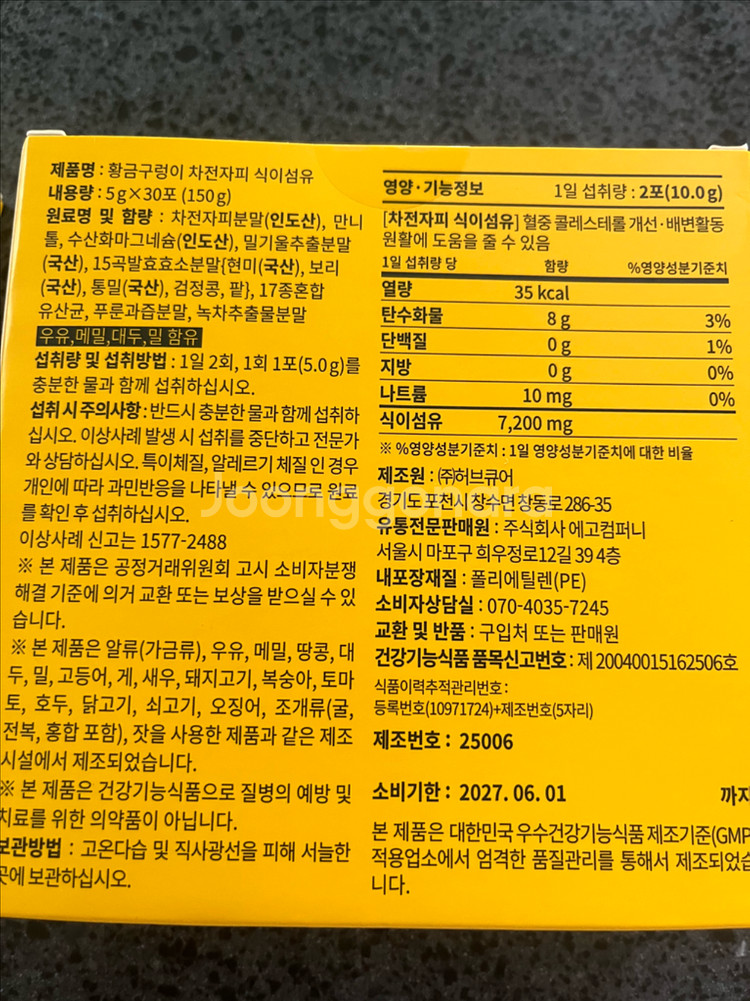 제품명 : 황금구렁이 차전자피 식이섬유
내용량 : 5g×30포 (150g)
원료명 및 함량 : 차전자피분말(인도산), 만니
톨, 수산화마그네슘(인도산), 밀기울추출분말
(국산), 15곡발효효소분말{현미(국산), 보리
(국산), 통밀(국산), 검정콩, 팥}, 17종혼합
유산균, 푸룬과즙분말, 녹차추출물분말
우유,메밀,대두,밀 함유
섭취량 및 섭취방법 : 1일 2회, 1회 1포(5.0g)를
충분한 물과 함께 섭취하십시오.
섭취 시 주의사항 : 반드시 충분한 물과 함께 섭취하
십시오. 이상사례 발생 시 섭취를 중단하고 전문가
와 상담하십시오. 특이체질, 알레르기 체질인 경우
개인에 따라 과민반응을 나타낼 수 있으므로 원료
를 확인 후 섭취하십시오.
이상사례 신고는 1577-2488
※ 본 제품은 공정거래위원회 고시 소비자분쟁
해결 기준에 의거 교환 또는 보상을 받으실 수 있
습니다.
※ 본 제품은 알류(가금류), 우유, 메밀, 땅콩, 대
두, 밀, 고등어, 게, 새우, 돼지고기, 복숭아, 토마
토, 호두, 닭고기, 쇠고기, 오징어, 조개류(굴,
전복, 홍합 포함), 잣을 사용한 제품과 같은 제조
시설에서 제조되었습니다.
※ 본 제품은 건강기능식품으로 질병의 예방 및
치료를 위한 의약품이 아닙니다.
보관방법 : 고온다습 및 직사광선을 피해 서늘한
곳에 보관하십시오.
영양·기능정보 1일 섭취량 : 2포(10.0g)
[차전자피 식이섬유] 혈중 콜레스테롤 개선·배변활동
원활에 도움을 줄 수 있음
1일 섭취량 당 함량 %영양성분기준치
열량 35 kcal
탄수화물 8 g 3%
단백질 0 g 1%
지방 0 g 0%
나트륨 10 mg 0%
식이섬유 7,200 mg
※ %영양성분기준치 : 1일 영양성분기준치에 대한 비율
제조원 : ㈜허브큐어
경기도 포천시 창수면 창동로 286-35
유통전문판매원 : 주식회사 에고컴퍼니
서울시 마포구 희우정로12길 39 4층
내포장재질 : 폴리에틸렌(PE)
소비자상담실 : 070-4035-7245
교환 및 반품 : 구입처 또는 판매원
건강기능식품 품목신고번호 : 제 20040015162506호
식품이력추적관리번호 :
등록번호(10971724)+제조번호(5자리)
제조번호 : 25006
소비기한 : 2027. 06. 01 까지
본 제품은 대한민국 우수건강기능식품 제조기준(GMP
적용업소에서 엄격한 품질관리를 통해서 제조되었습
니다.
Joonggonara